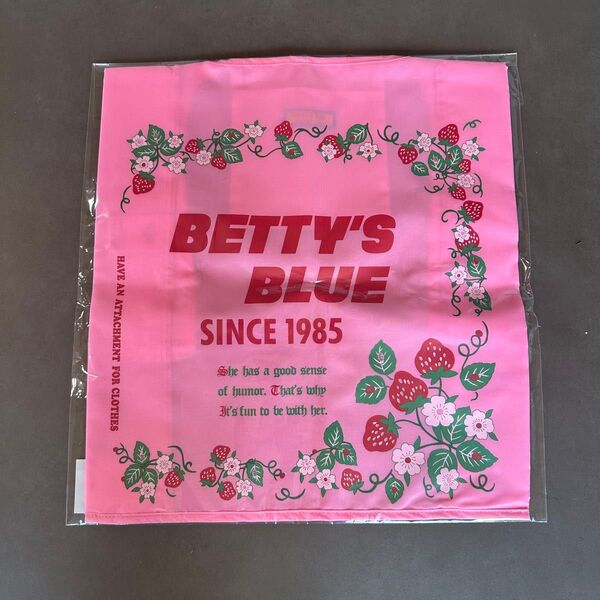 BETTY'S
BLUE
SINCE 1985
She has a good sense
of humor. That's why
It's fun to be with her.
HAVE AN ATTACHMENT FOR CLOTHES